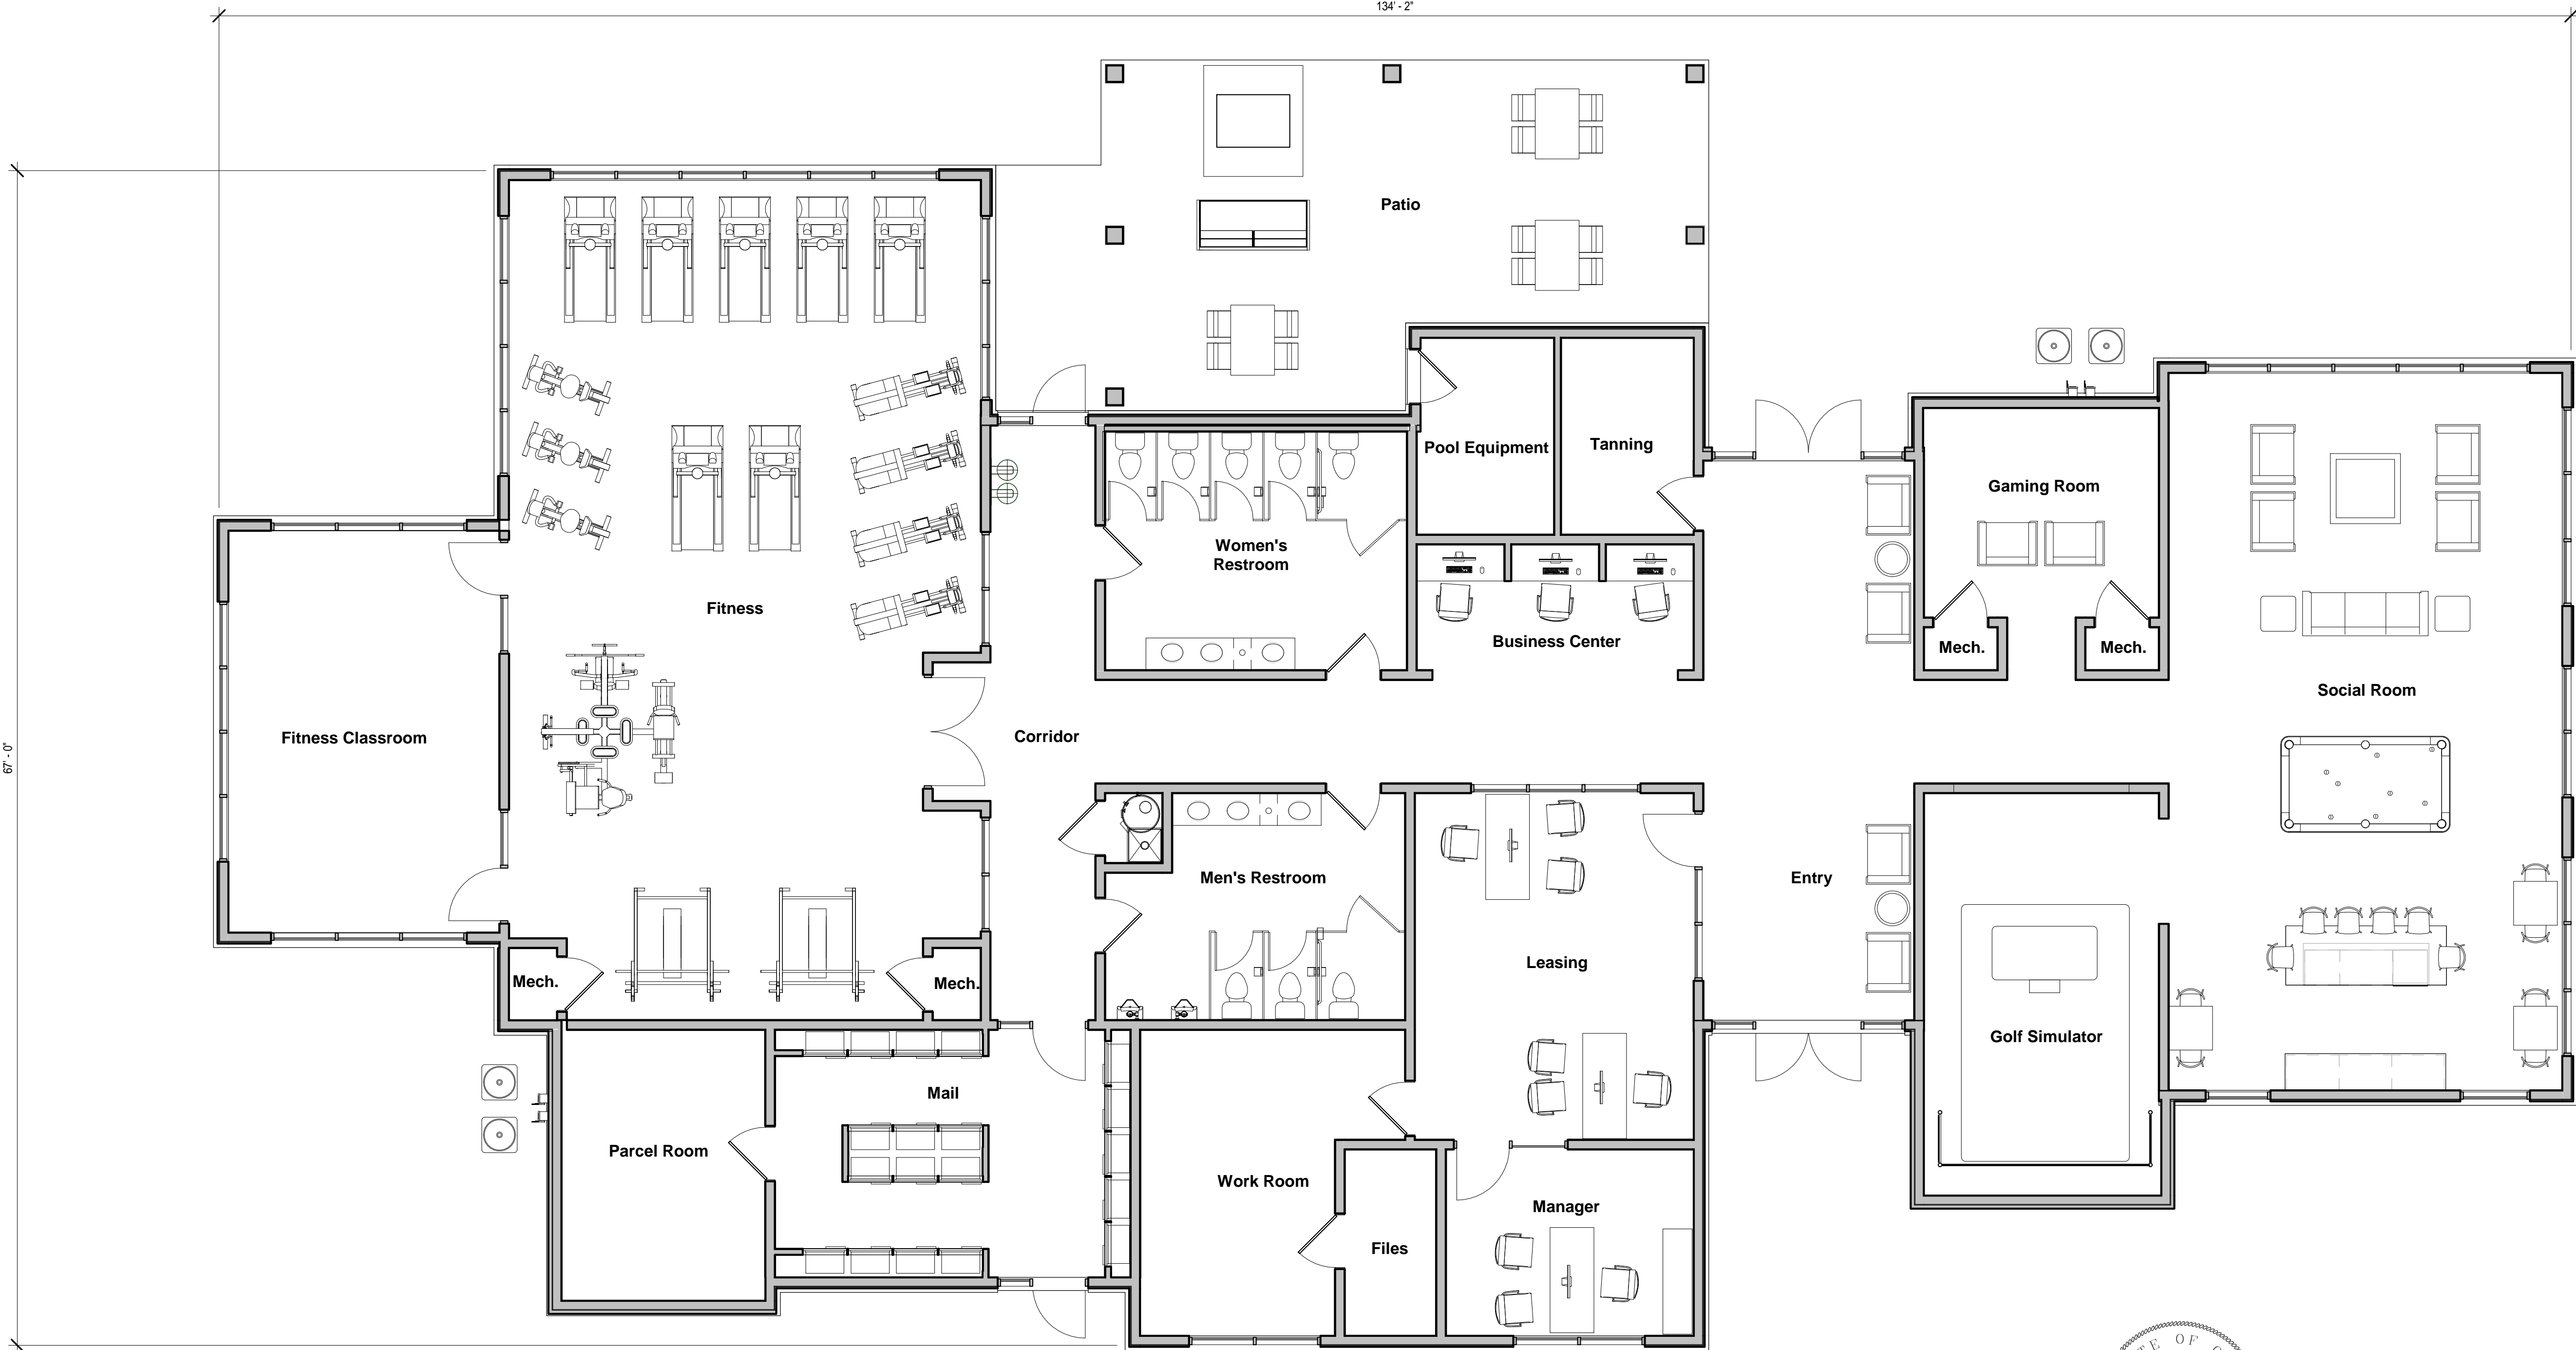 134' - 2"
Patio
Pool Equipment
Tanning
Gaming Room
Women's
Restroom
Fitness
Business Center
Mech.
Mech.
Social Room
Fitness Classroom
Corridor
67' - 0"
Men's Restroom
Entry
Leasing
Mech.
Mech.
Golf Simulator
Mail
Parcel Room
Work Room
Manager
Files
OF